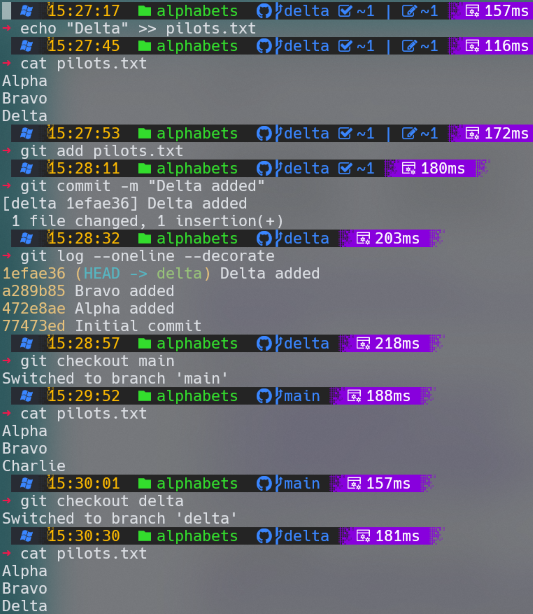 15:27:17 alphabets delta ~1 | ~1 157ms
→ echo "Delta" >> pilots.txt
15:27:45 alphabets delta ~1 | ~1 116ms
→ cat pilots.txt
Alpha
Bravo
Delta
15:27:53 alphabets delta ~1 | ~1 172ms
→ git add pilots.txt
15:28:11 alphabets delta ~1 180ms
→ git commit -m "Delta added"
[delta 1efae36] Delta added
1 file changed, 1 insertion(+)
15:28:32 alphabets delta 203ms
→ git log --oneline --decorate
1efae36 (HEAD -> delta) Delta added
a289b85 Bravo added
472e8ae Alpha added
77473ed Initial commit
15:28:57 alphabets delta 218ms
→ git checkout main
Switched to branch 'main'
15:29:52 alphabets main 188ms
→ cat pilots.txt
Alpha
Bravo
Charlie
15:30:01 alphabets main 157ms
→ git checkout delta
Switched to branch 'delta'
15:30:30 alphabets delta 181ms
→ cat pilots.txt
Alpha
Bravo
Delta